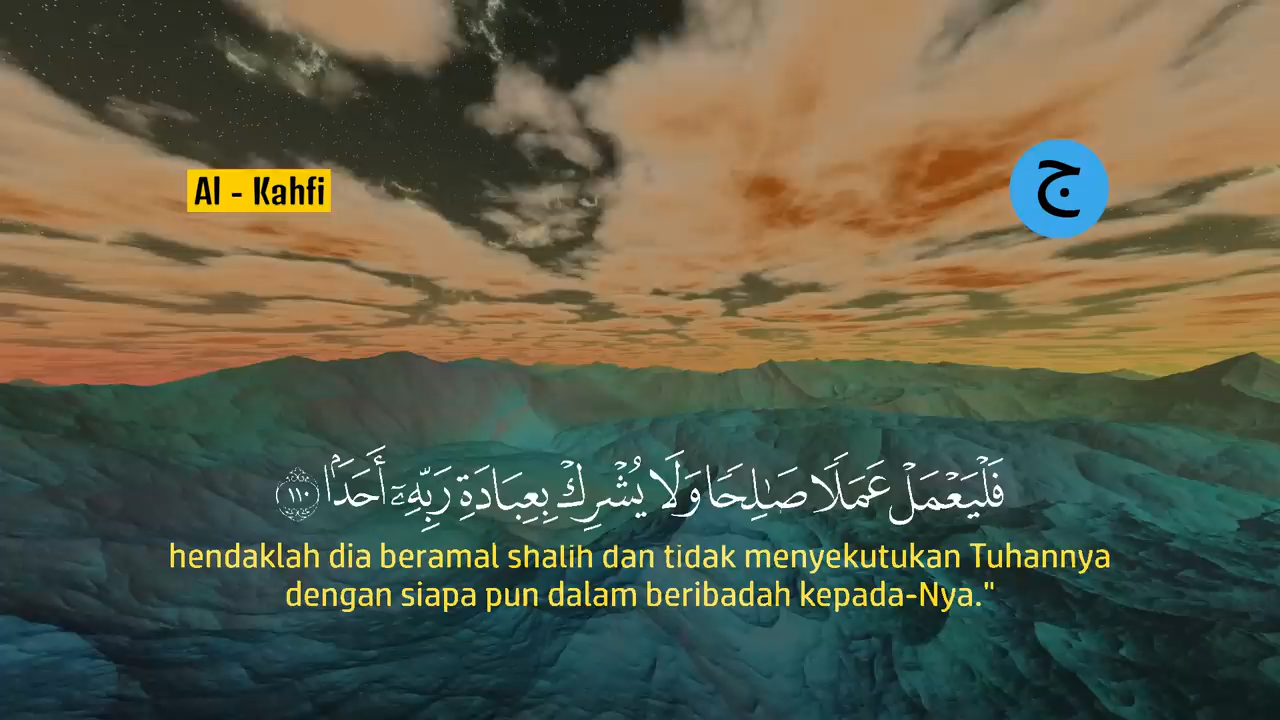 Al - Kahfi
ج
فَلْيَعْمَلْ عَمَلًا صَـٰلِحًا وَلَا يُشْرِكْ بِعِبَادَةِ رَبِّهِۦٓ أَحَدًۢا ١١٠
hendaklah dia beramal shalih dan tidak menyekutukan Tuhannya
dengan siapa pun dalam beribadah kepada-Nya."